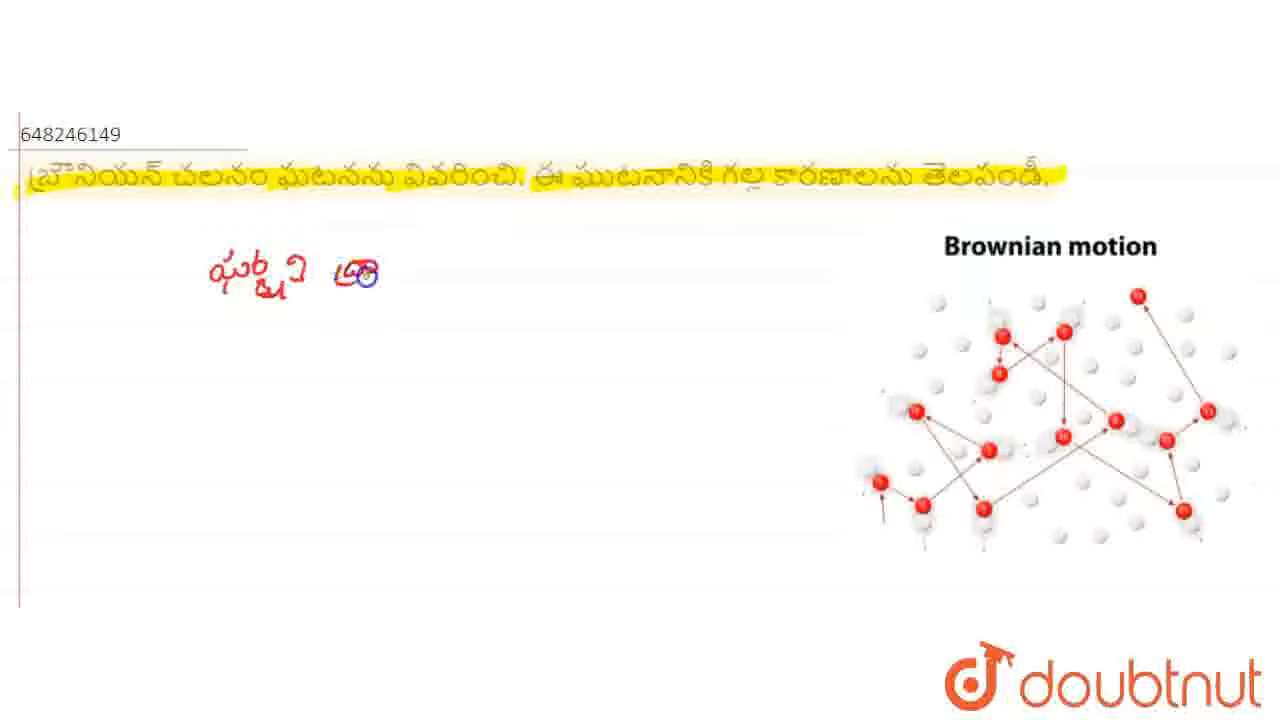 648246149
బ్రౌనియన్ చలనం ఘటనను వివరించి. ఈ ఘటనానికి గల్ల కారణాలను తెలపండీ.
Brownian motion
doubtnut